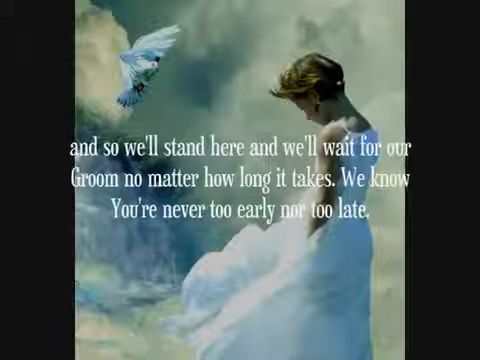 and so we'll stand here and we'll wait for our
Groom no matter how long it takes. We know
You're never too early nor too late.